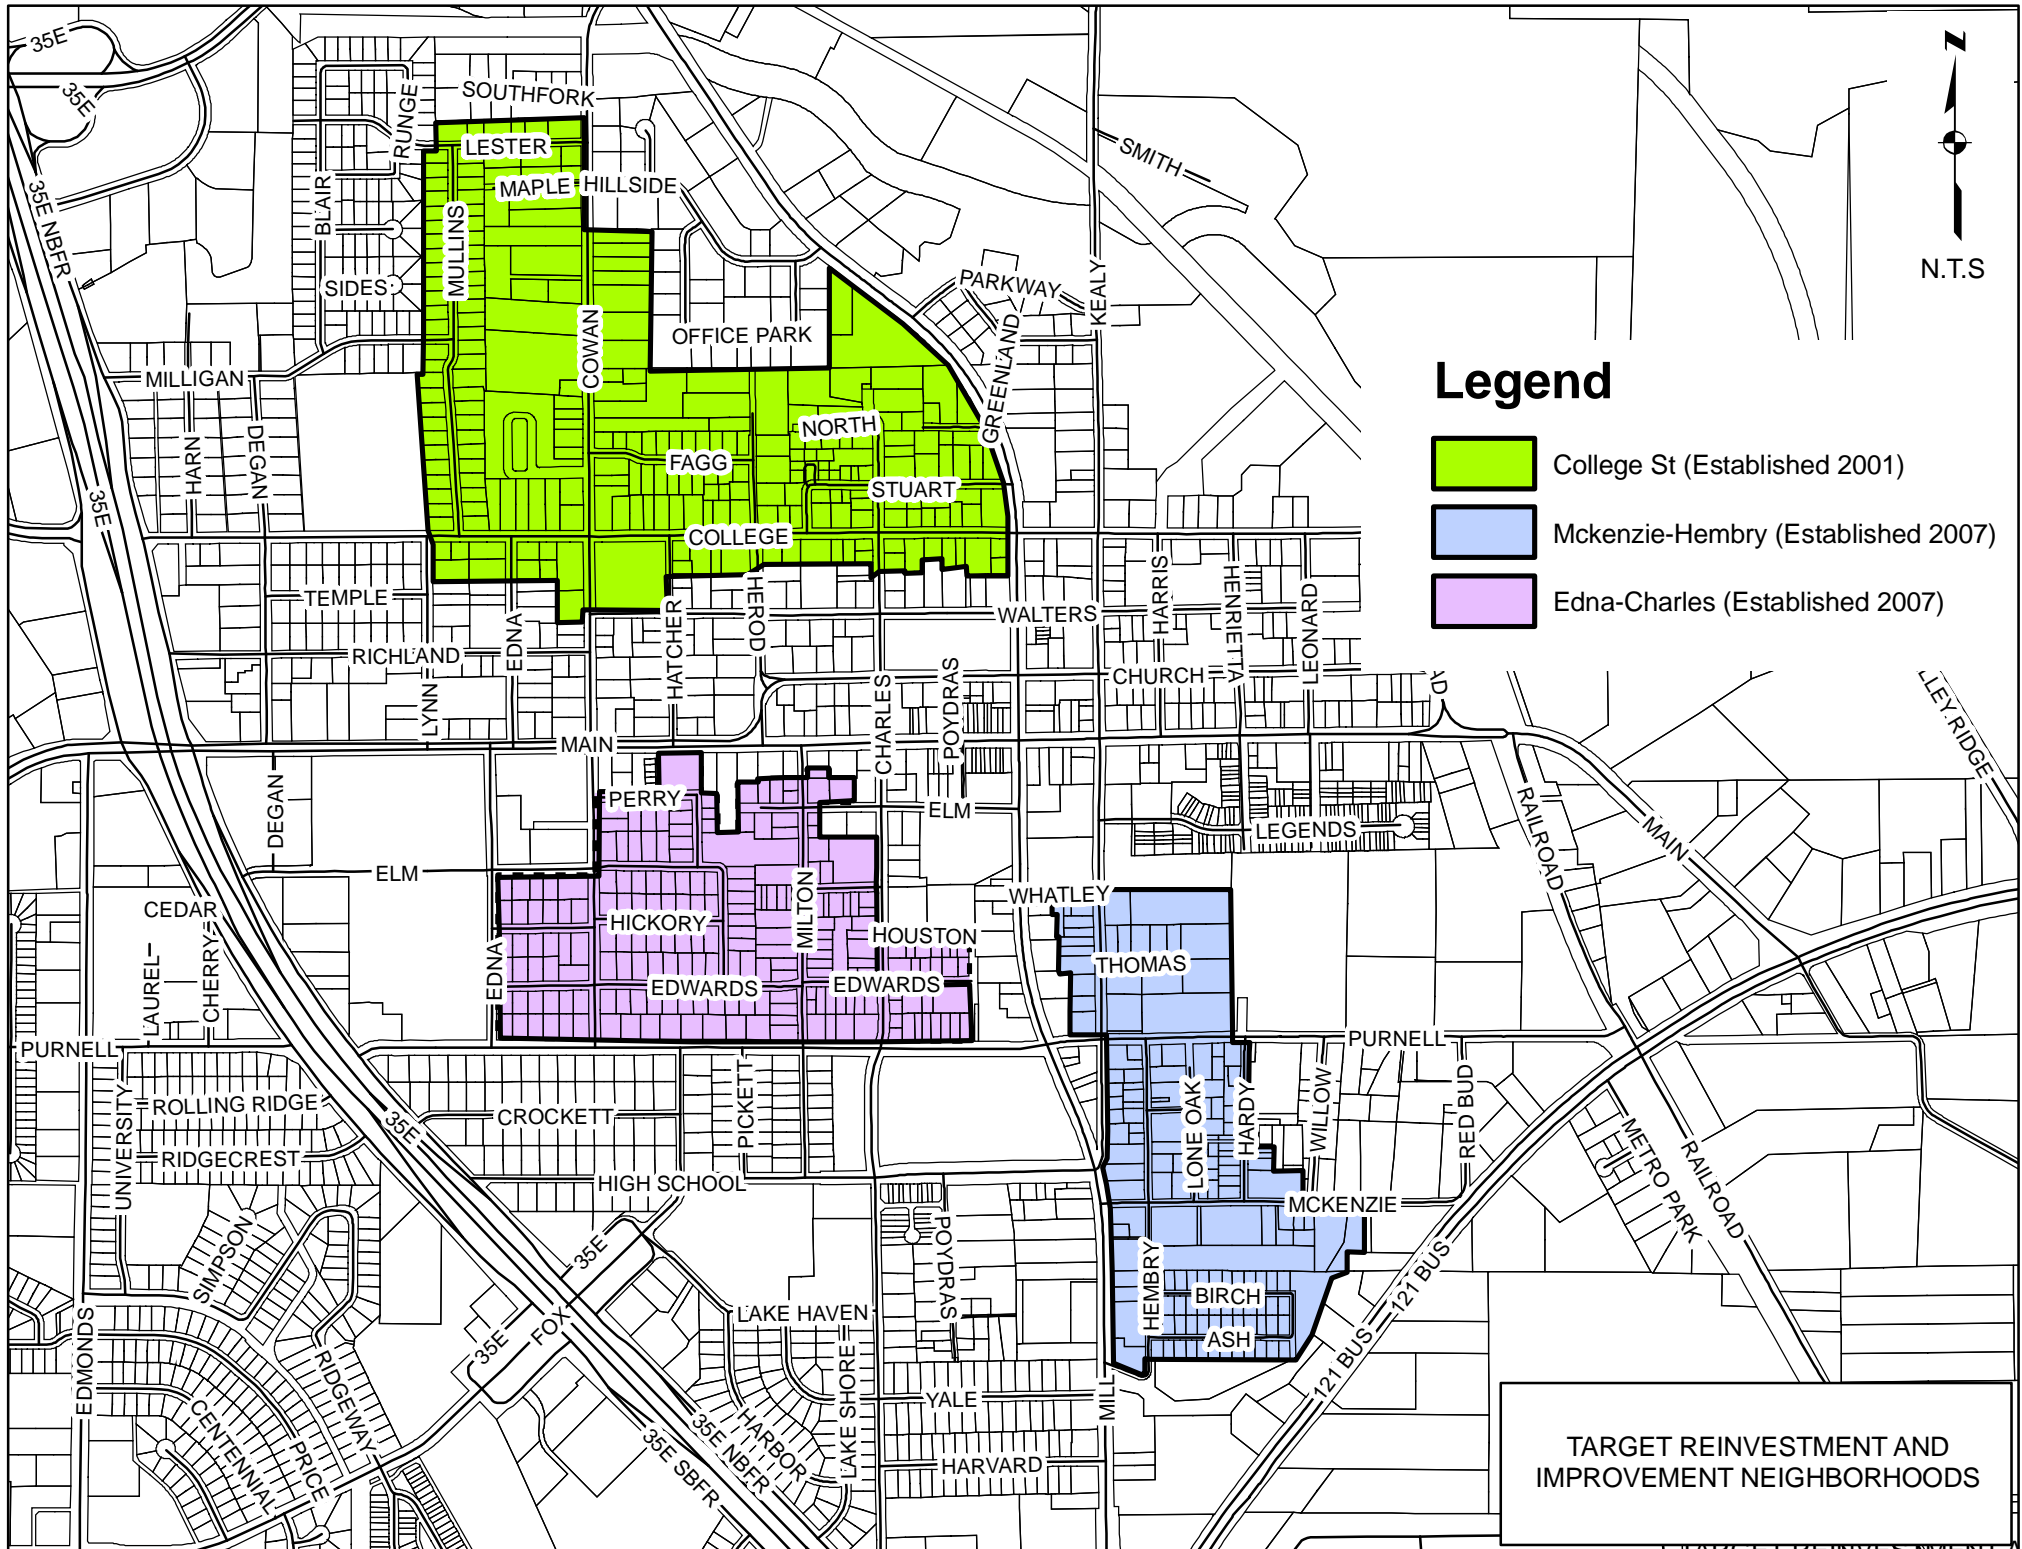 35E
35E
RUNGE
SOUTHFORK
LESTER
MAPLE
HILLSIDE
SMITH
N
N.T.S
35E NBFR
BLAIR
MULLINS
SIDES
COWAN
OFFICE PARK
PARKWAY
KEALY
GREENLAND
MILLIGAN
HARN
DEGAN
NORTH
FAGG
STUART
COLLEGE
35E
Legend
College St (Established 2001)
Mckenzie-Hembry (Established 2007)
Edna-Charles (Established 2007)
TEMPLE
EDNA
HATCHER
HEROD
WALTERS
HARRIS
HENRIETTA
LEONARD
RICHLAND
LYNN
CHARLES
POYDRAS
CHURCH
AD
LLEY RIDGE
MAIN
DEGAN
PERRY
ELM
LEGENDS
RAILROAD
MAIN
ELM
CEDAR
LAUREL
CHERRY
EDNA
HICKORY
MILTON
HOUSTON
WHATLEY
THOMAS
EDWARDS
EDWARDS
PURNELL
PURNELL
UNIVERSITY
ROLLING RIDGE
RIDGECREST
35E
CROCKETT
PICKETT
HIGH SCHOOL
LONE OAK
HARDY
WILLOW
RED BUD
METRO PARK
RAILROAD
MCKENZIE
SIMPSON
35E
POYDRAS
HEMBRY
BIRCH
ASH
121 BUS
121 BUS
EDMONDS
RIDGEWAY
35E
FOX
LAKE HAVEN
LAKE SHORE
YALE
MILL
CENTENNIAL
PRICE
35E SBFR
35E NBFR
HARBOR
HARVARD
TARGET REINVESTMENT AND
IMPROVEMENT NEIGHBORHOODS